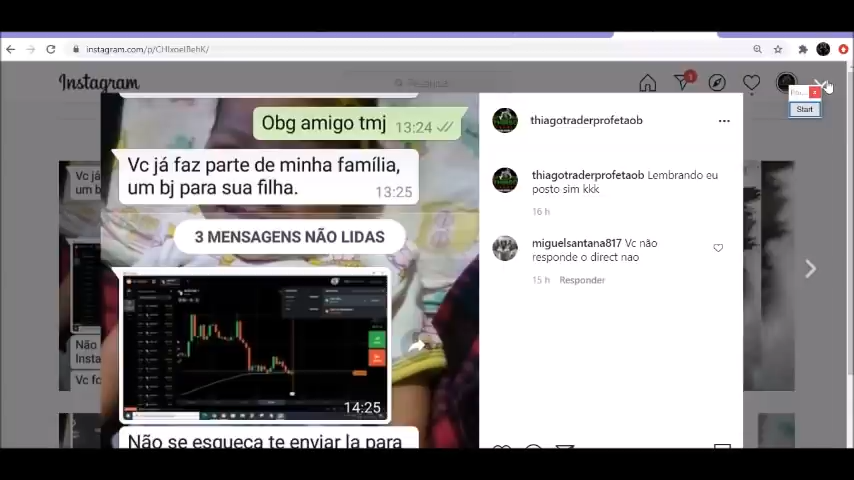 instagram.com/p/CHIxoelBehK/
Instagram
Pesquisar
1
Start
Obg amigo tmj 13:24
Vc já faz parte de minha família,
um bj para sua filha. 13:25
3 MENSAGENS NÃO LIDAS
14:25
Não se esqueça te enviar la para
thiagotraderprofetaob
thiagotraderprofetaob Lembrando eu
posto sim kkk
16 h
miguelsantana817 Vc não
responde o direct nao
15 h Responder
Vc já
um b
Não
Insta
Vc fo